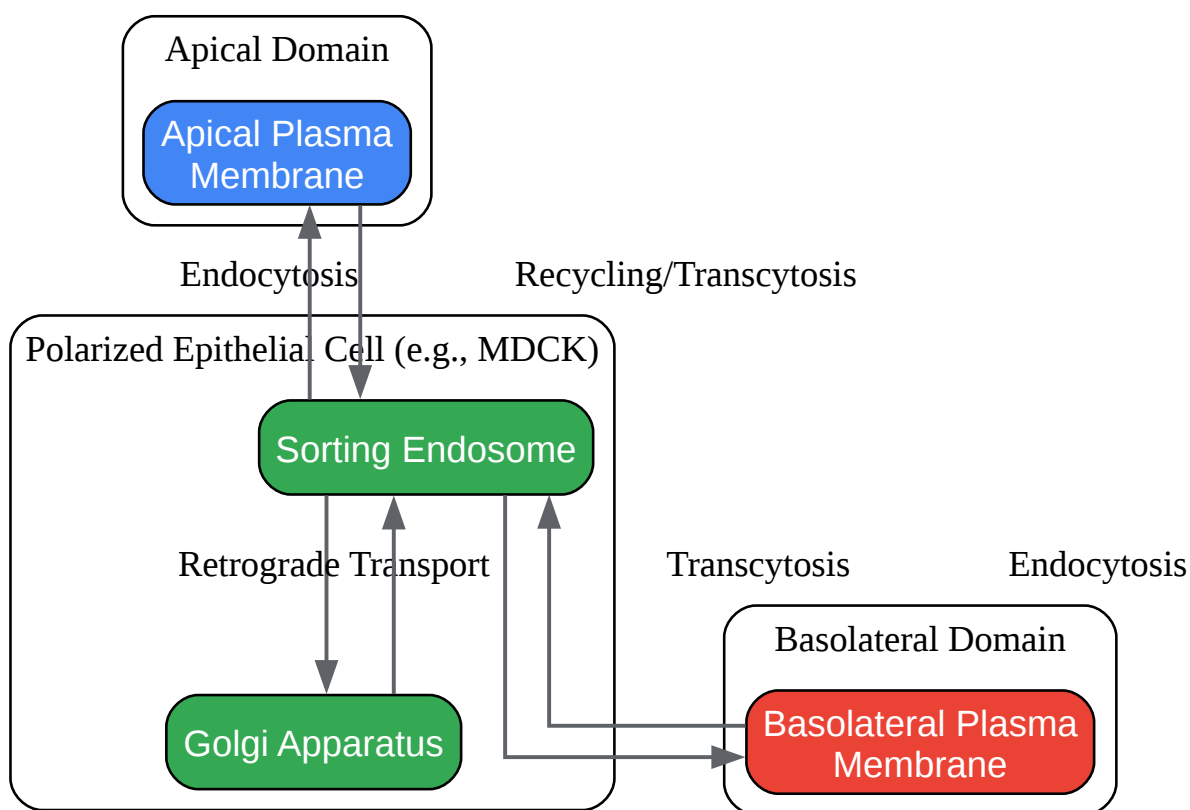 Apical Domain
Apical Plasma
Membrane
Endocytosis
Recycling/Transcytosis
Polarized Epithelial Cell (e.g., MDCK)
Sorting Endosome
Retrograde Transport
Transcytosis
Endocytosis
Basolateral Domain
Golgi Apparatus
Basolateral Plasma
Membrane